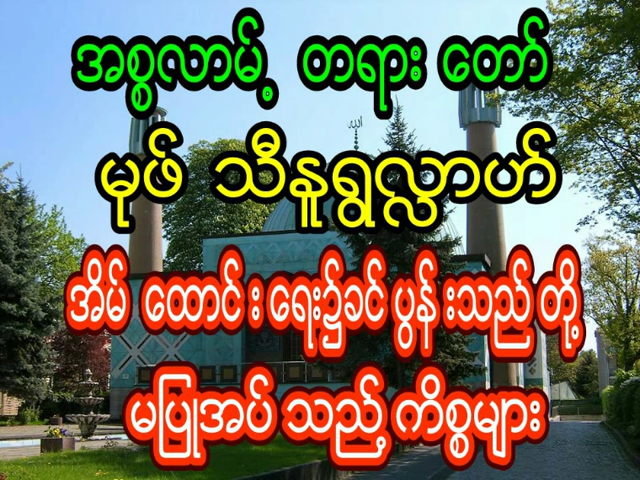 အစ္စလာမ့် တရား တော်
မုဖ် သီနူရွလ္လာဟ်
အိမ် ထောင် း ရေး၌ခင် ပွန် းသည် တို့
မပြုအပ် သည့် ကိစ္စများ